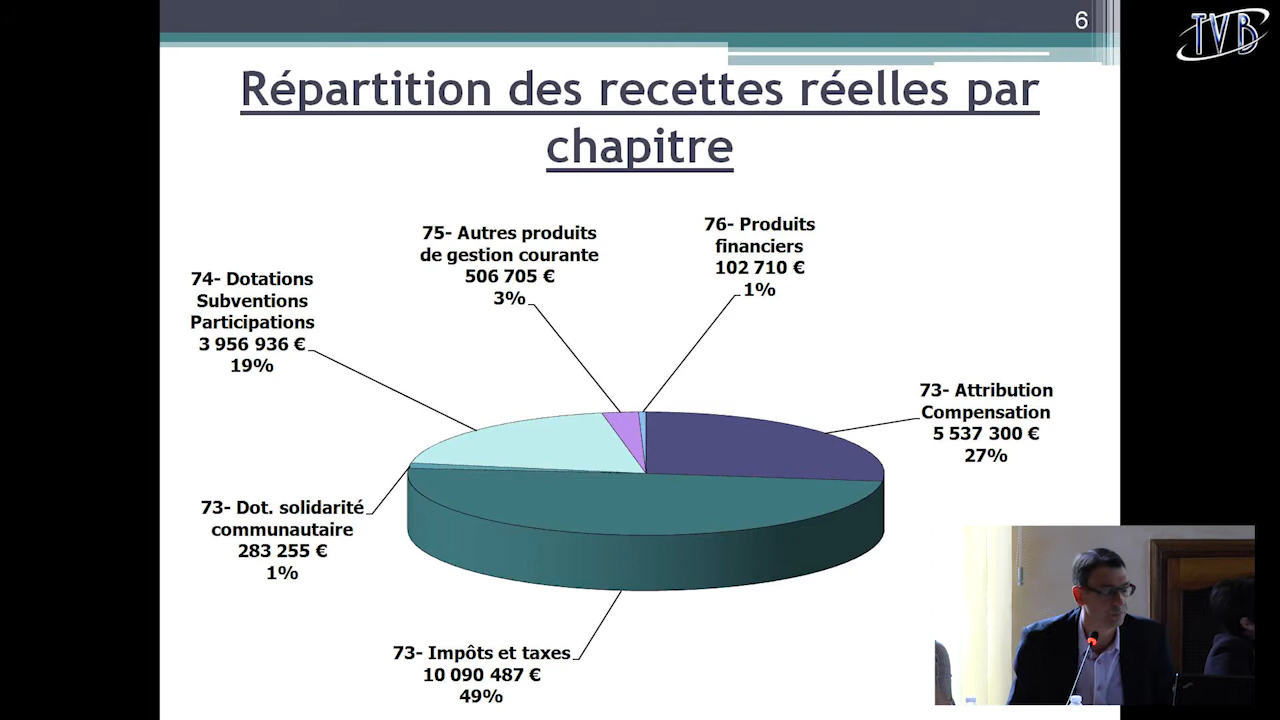 6
TVB
Répartition des recettes réelles par
chapitre
75- Autres produits
de gestion courante
506 705 €
3%
76- Produits
financiers
102 710 €
1%
74- Dotations
Subventions
Participations
3 956 936 €
19%
73- Attribution
Compensation
5 537 300 €
27%
73- Dot. solidarité
communautaire
283 255 €
1%
73- Impôts et taxes
10 090 487 €
49%